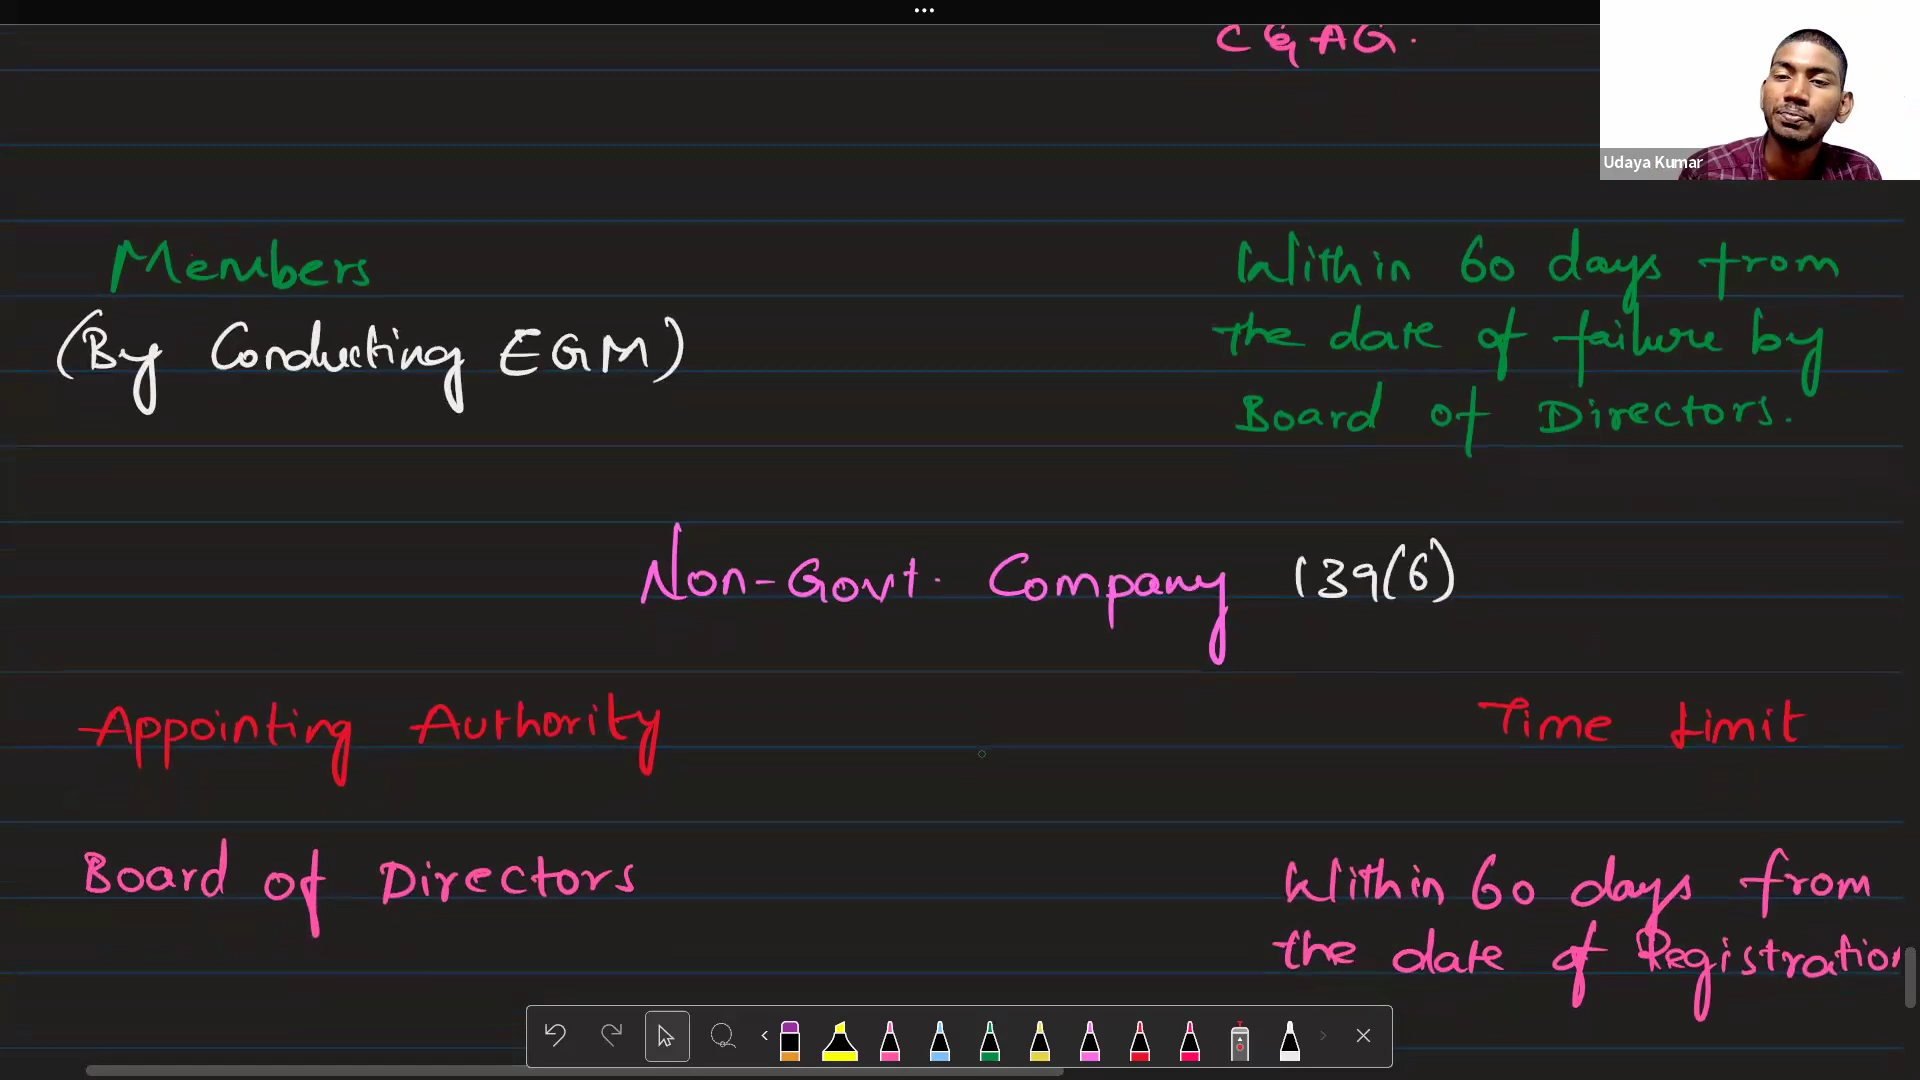 C&AG.
Udaya Kumar
Members
(By Conducting EGM)
Within 60 days from
the date of failure by
Board of Directors.
Non-Govt. Company 139(6)
Appointing Authority
Time Limit
Board of Directors
Within 60 days from
the date of Registration